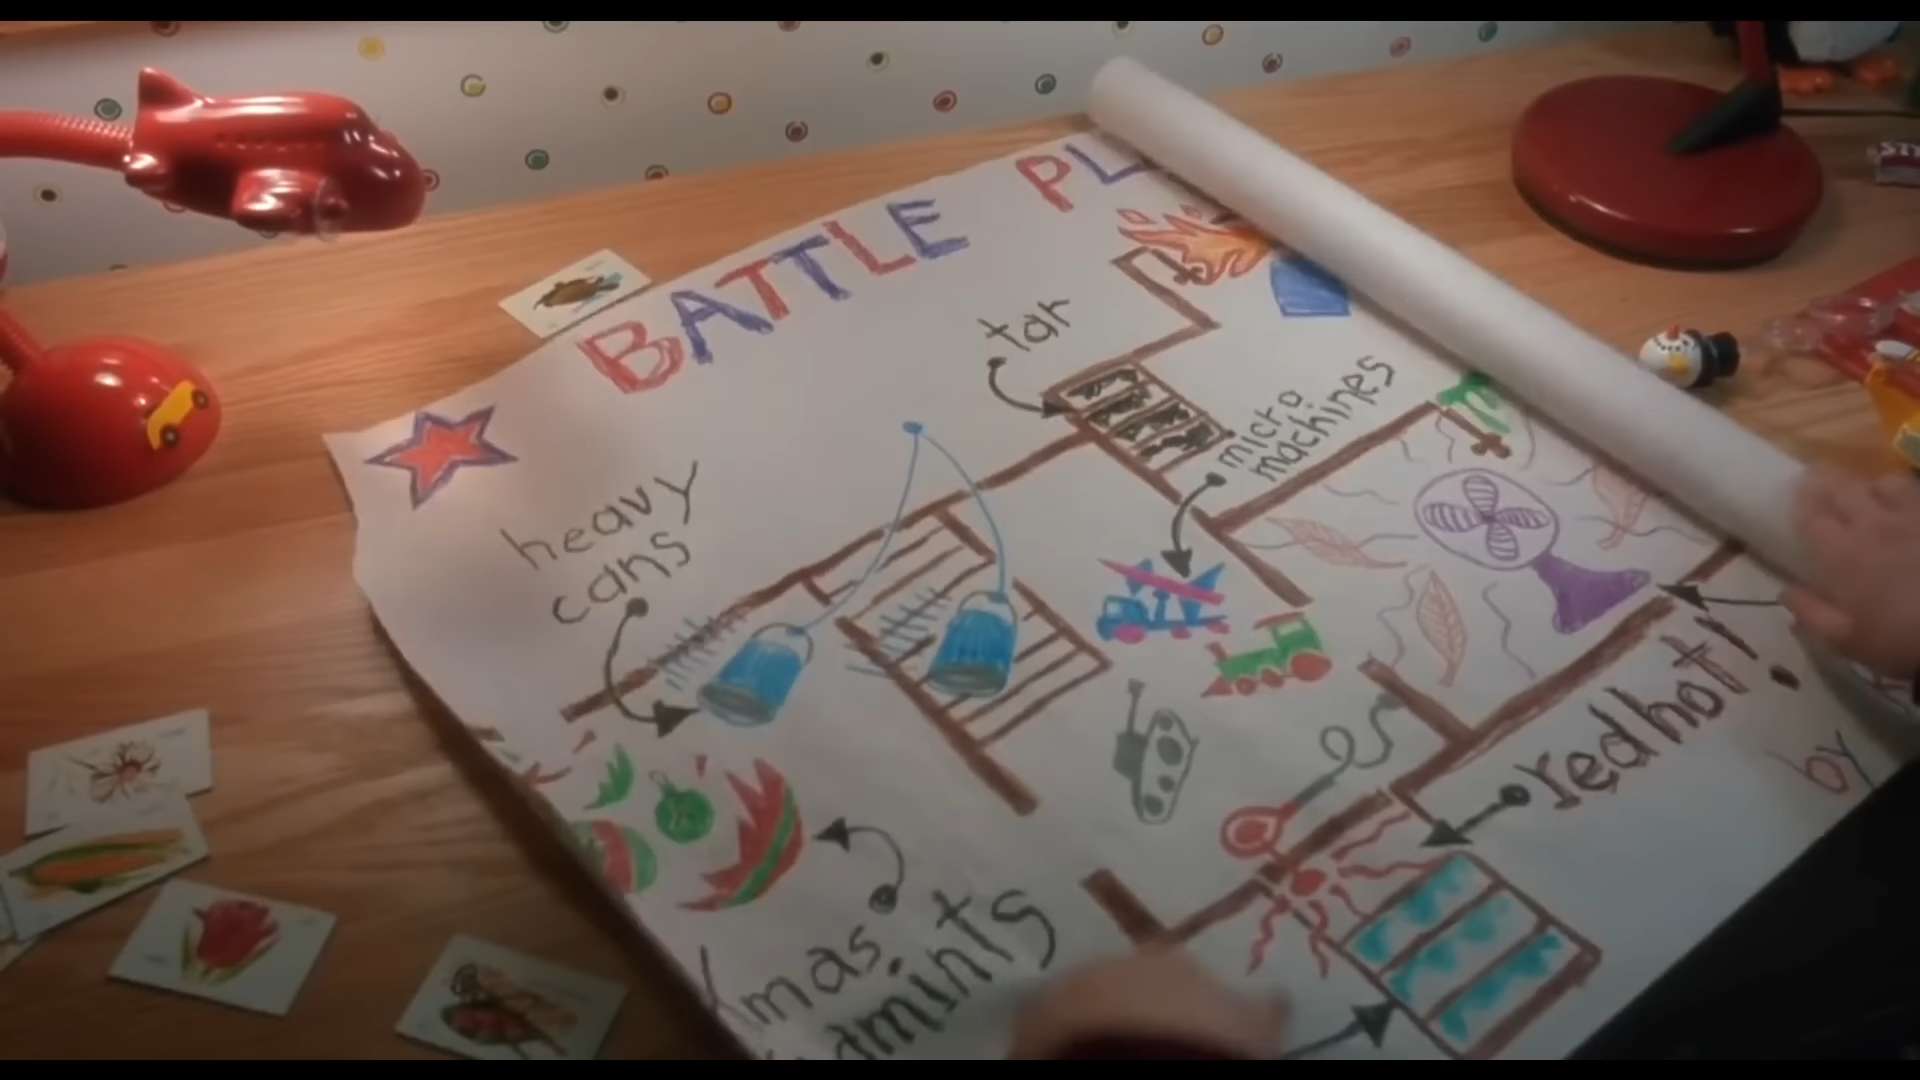 BATTLE PL
tar
micro
machines
heavy
cans
redhot!
by
xmas